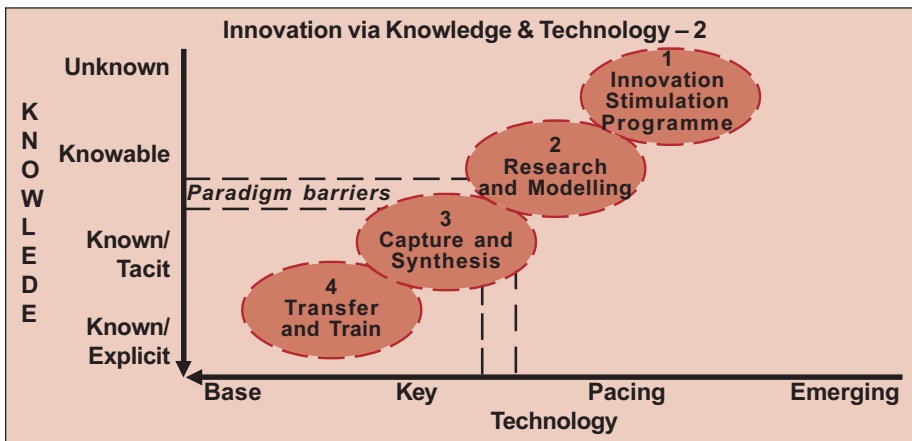 Innovation via Knowledge & Technology – 2
K
N
O
W
L
E
D
E
Unknown
Knowable
Known/
Tacit
Known/
Explicit
Paradigm barriers
1
Innovation
Stimulation
Programme
2
Research
and Modelling
3
Capture and
Synthesis
4
Transfer
and Train
Base Key Pacing Emerging
Technology